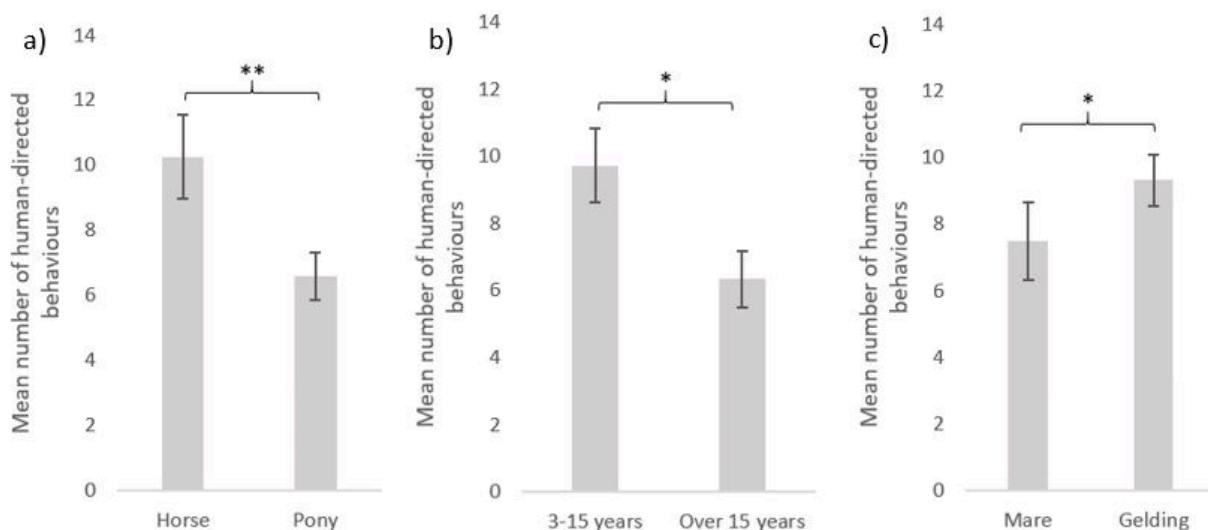 a)
Mean number of human-directed
behaviours
14
12
10
8
6
4
2
0
**
Horse
Pony
b)
Mean number of human-directed
behaviours
14
12
10
8
6
4
2
0
*
3-15 years
Over 15 years
c)
Mean number of human-directed
behaviours
14
12
10
8
6
4
2
0
*
Mare
Gelding